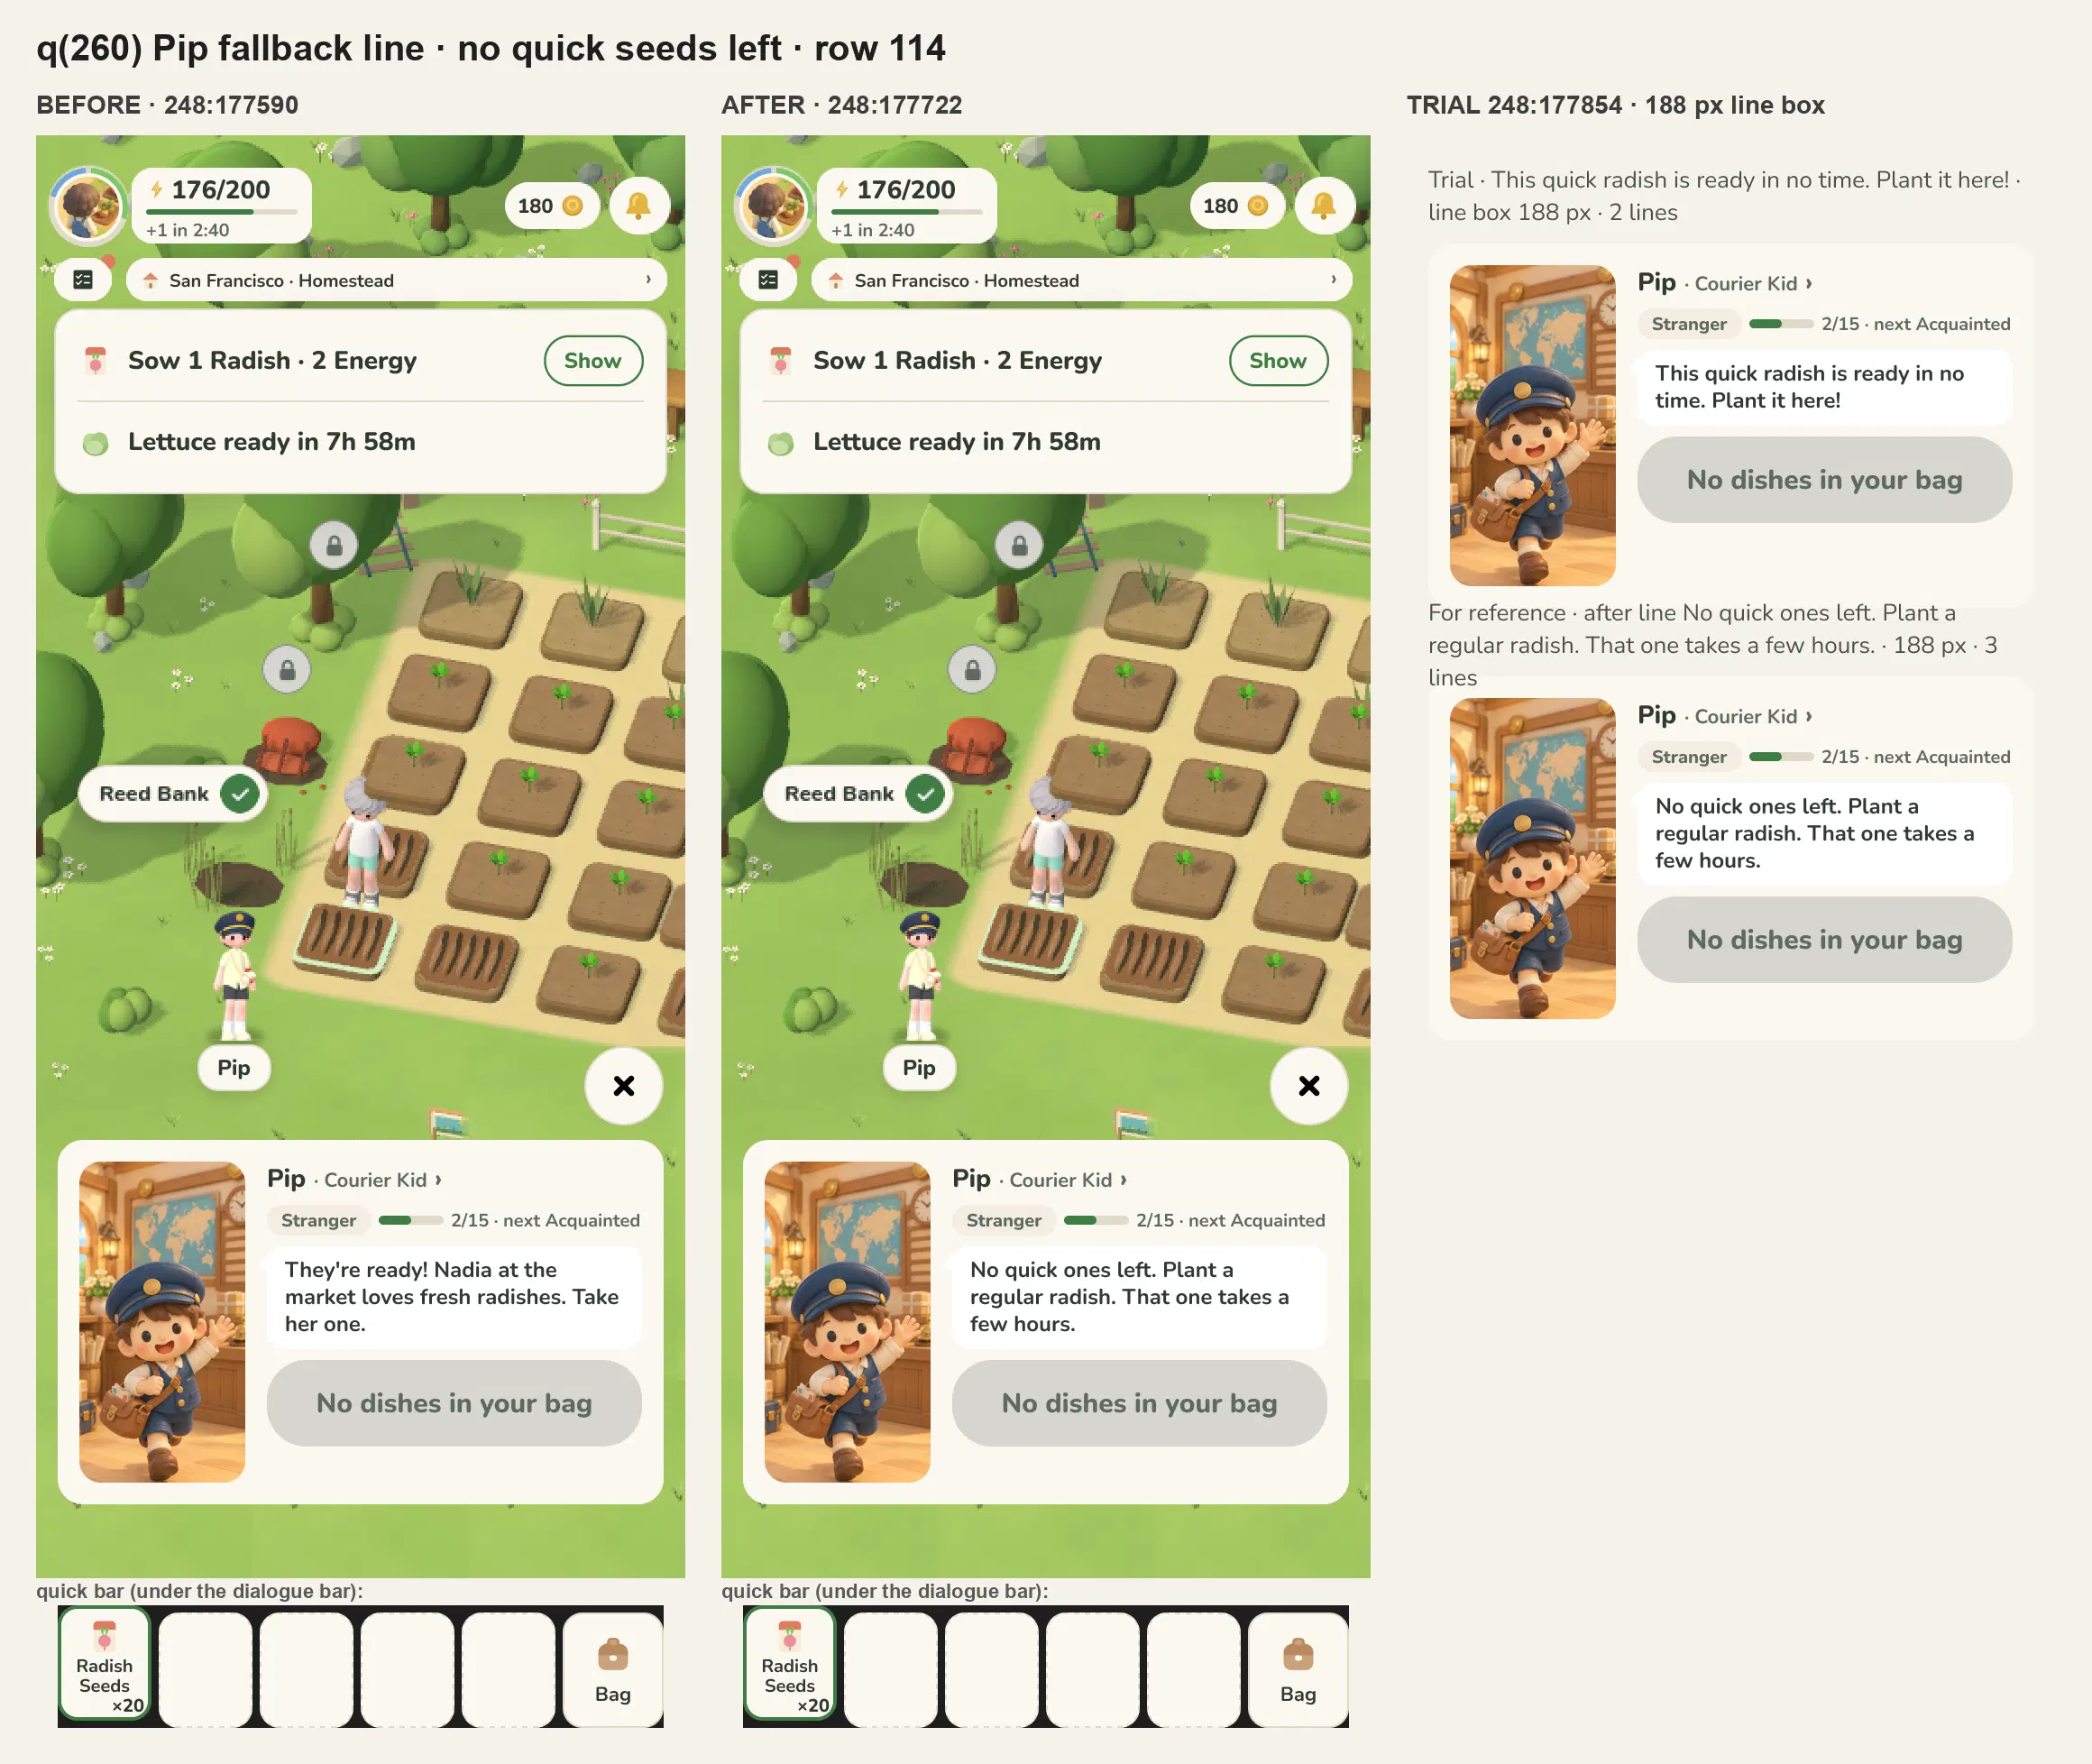 q(260) Pip fallback line · no quick seeds left · row 114
BEFORE · 248:177590
176/200
+1 in 2:40
180
San Francisco · Homestead ›
Sow 1 Radish · 2 Energy
Show
Lettuce ready in 7h 58m
Reed Bank
Pip
Pip · Courier Kid ›
Stranger
2/15 · next Acquainted
They're ready! Nadia at the
market loves fresh radishes. Take
her one.
No dishes in your bag
quick bar (under the dialogue bar):
Radish
Seeds
×20
Bag
AFTER · 248:177722
176/200
+1 in 2:40
180
San Francisco · Homestead ›
Sow 1 Radish · 2 Energy
Show
Lettuce ready in 7h 58m
Reed Bank
Pip
Pip · Courier Kid ›
Stranger
2/15 · next Acquainted
No quick ones left. Plant a
regular radish. That one takes a
few hours.
No dishes in your bag
quick bar (under the dialogue bar):
Radish
Seeds
×20
Bag
TRIAL 248:177854 · 188 px line box
Trial · This quick radish is ready in no time. Plant it here! ·
line box 188 px · 2 lines
Pip · Courier Kid ›
Stranger
2/15 · next Acquainted
This quick radish is ready in no
time. Plant it here!
No dishes in your bag
For reference · after line No quick ones left. Plant a
regular radish. That one takes a few hours. · 188 px · 3
lines
Pip · Courier Kid ›
Stranger
2/15 · next Acquainted
No quick ones left. Plant a
regular radish. That one takes a
few hours.
No dishes in your bag